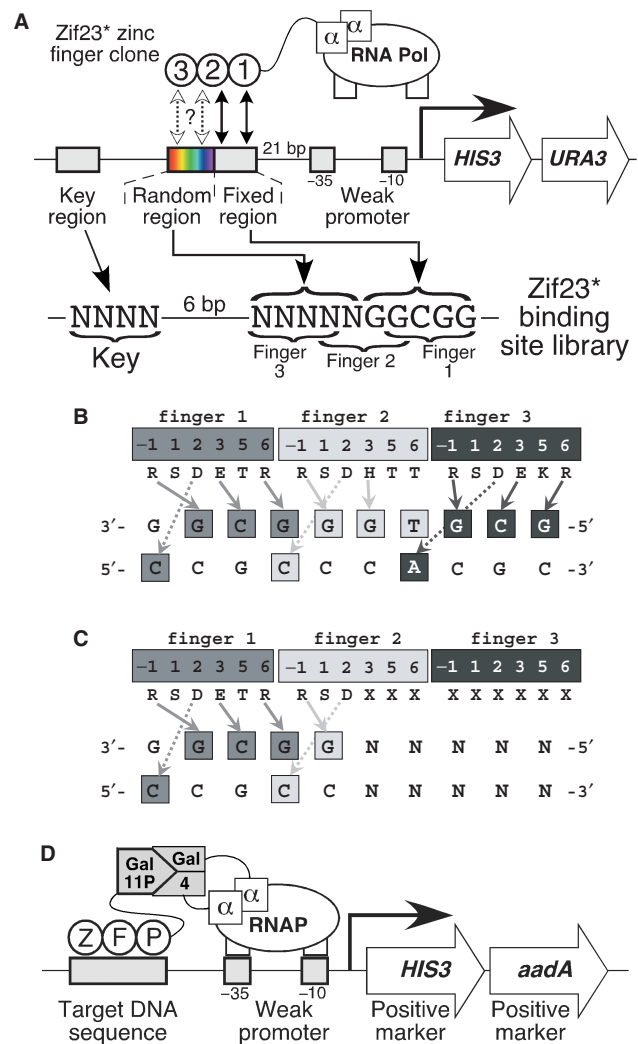 A
Zif23* zinc
finger clone
3 2 1
α α
RNA Pol
?
21 bp
−35
−10
HIS3
URA3
Key
region
Random
region
Fixed
region
Weak
promoter
NNNN
6 bp
NNNNNGGCGG
Key
Finger
3
Finger 2
Finger
1
Zif23*
binding
site library
B
finger 1 finger 2 finger 3
−1 1 2 3 5 6 −1 1 2 3 5 6 −1 1 2 3 5 6
R S D E T R R S D H T T R S D E K R
3′- G G C G G G T G C G -5′
5′- C C G C C C A C G C -3′
C
finger 1 finger 2 finger 3
−1 1 2 3 5 6 −1 1 2 3 5 6 −1 1 2 3 5 6
R S D E T R R S D X X X X X X X X X
3′- G G C G G N N N N N -5′
5′- C C G C C N N N N N -3′
D
Gal
11P
Gal
4
α α
RNAP
Z F P
−35
−10
HIS3
aadA
Target DNA
sequence
Weak
promoter
Positive
marker
Positive
marker